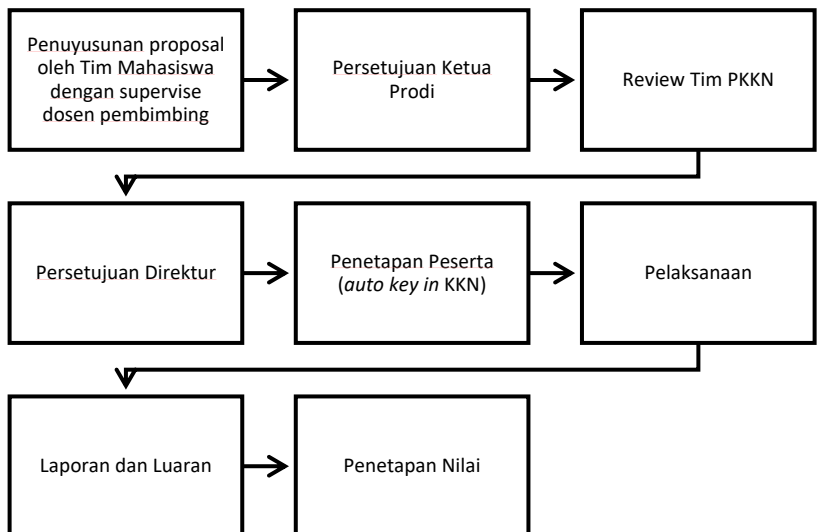 Penuyusunan proposal
oleh Tim Mahasiswa
dengan supervise
dosen pembimbing
Persetujuan Ketua
Prodi
Review Tim PKKN
Persetujuan Direktur
Penetapan Peserta
(auto key in KKN)
Pelaksanaan
Laporan dan Luaran
Penetapan Nilai